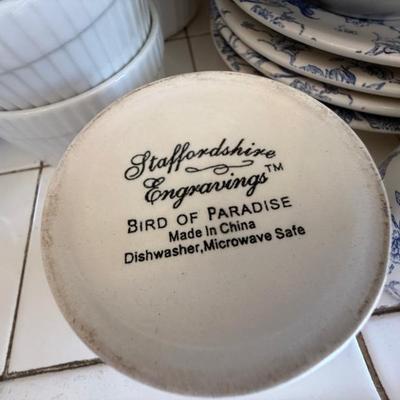 Staffordshire
Engravings™
BIRD OF PARADISE
Made In China
Dishwasher,Microwave Safe